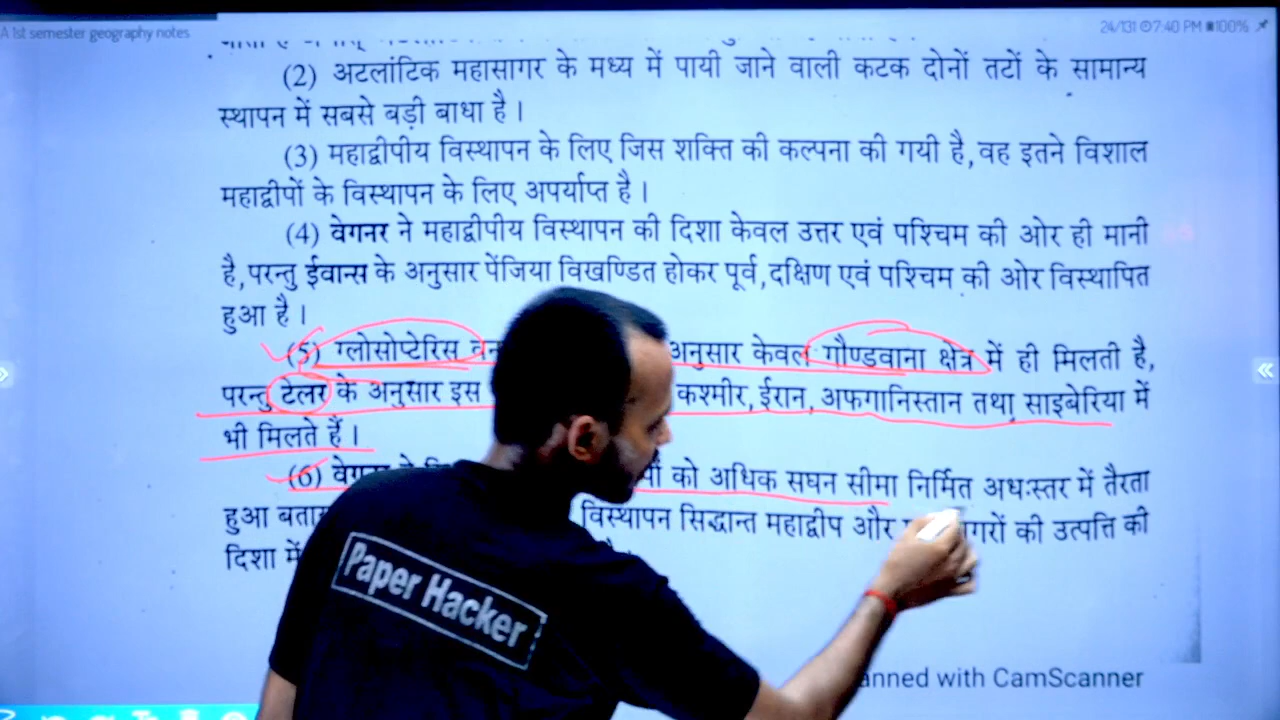 A 1st semester geography notes
24/131 7:40 PM 100%
(2) अटलांटिक महासागर के मध्य में पायी जाने वाली कटक दोनों तटों के सामान्य
स्थापन में सबसे बड़ी बाधा है।
(3) महाद्वीपीय विस्थापन के लिए जिस शक्ति की कल्पना की गयी है, वह इतने विशाल
महाद्वीपों के विस्थापन के लिए अपर्याप्त है।
(4) वेगनर ने महाद्वीपीय विस्थापन की दिशा केवल उत्तर एवं पश्चिम की ओर ही मानी
है, परन्तु ईवान्स के अनुसार पेंजिया विखण्डित होकर पूर्व, दक्षिण एवं पश्चिम की ओर विस्थापित
हुआ है।
(5) ग्लोसोप्टेरिस अनुसार केवल गौण्डवाना क्षेत्र में ही मिलती है,
परन्तु टेलर के अनुसार इस कश्मीर, ईरान, अफगानिस्तान तथा साइबेरिया में
भी मिलते हैं।
(6) को अधिक सघन सीमा निर्मित अधःस्तर में तैरता
हुआ विस्थापन सिद्धान्त महाद्वीप और की उत्पत्ति की
दिशा में
Paper Hacker
anned with CamScanner